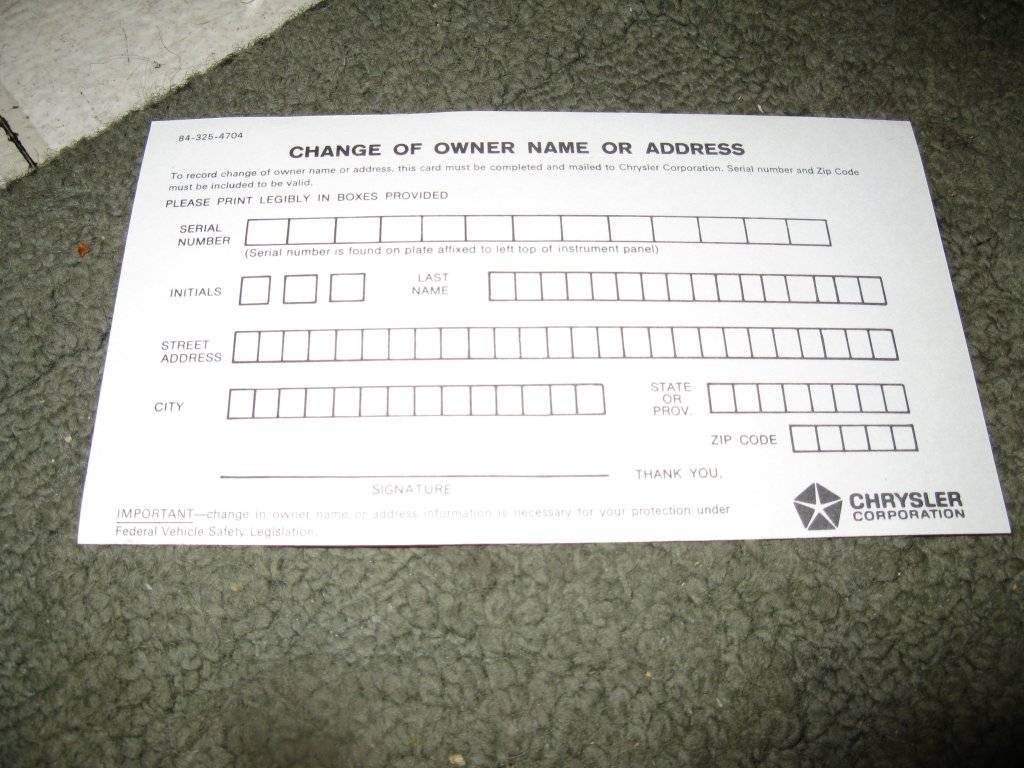 84-325-4704
CHANGE OF OWNER NAME OR ADDRESS
To record change of owner name or address, this card must be completed and mailed to Chrysler Corporation. Serial number and Zip Code
must be included to be valid.
PLEASE PRINT LEGIBLY IN BOXES PROVIDED
SERIAL
NUMBER
(Serial number is found on plate affixed to left top of instrument panel)
INITIALS
LAST
NAME
STREET
ADDRESS
CITY
STATE
OR
PROV.
ZIP CODE
THANK YOU,
SIGNATURE
CHRYSLER
CORPORATION
IMPORTANT—change in owner name or address information is necessary for your protection under
Federal Vehicle Safety Legislation.